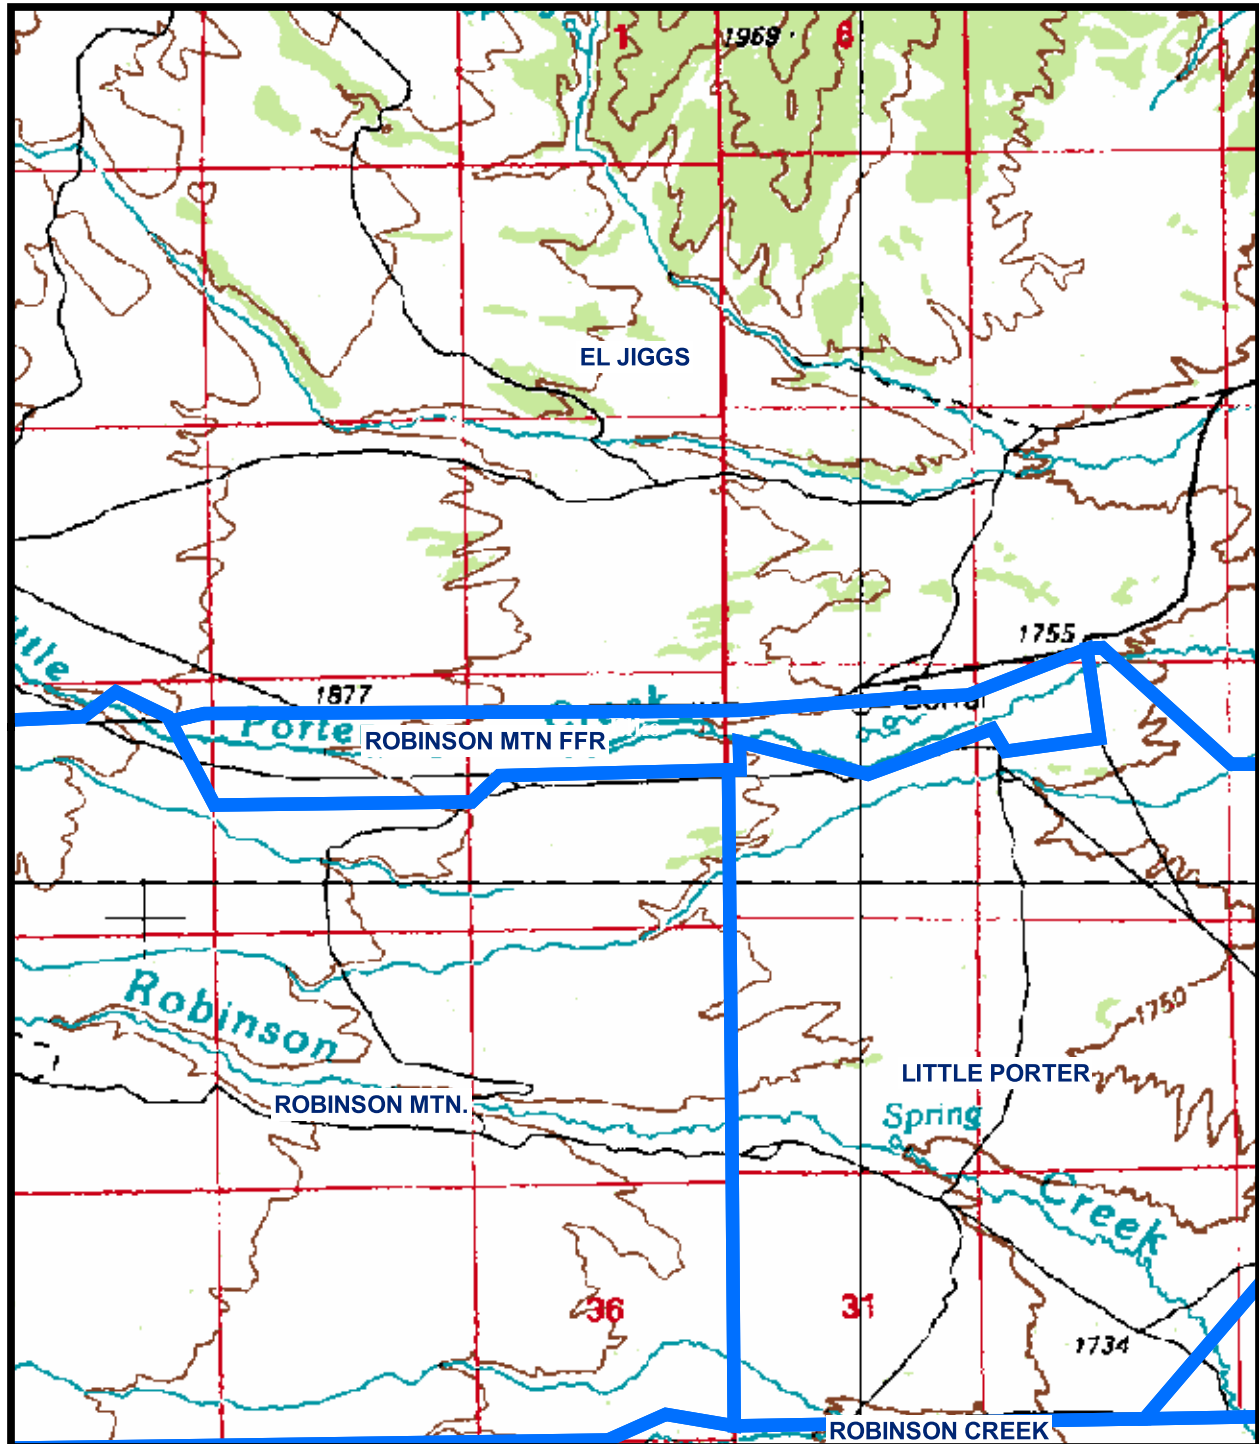 1
1969
6
EL JIGGS
1755
1877
Creek
Porte
ROBINSON MTN FFR
Robinson
1750
LITTLE PORTER
ROBINSON MTN.
Spring
Creek
36
31
1734
ROBINSON CREEK